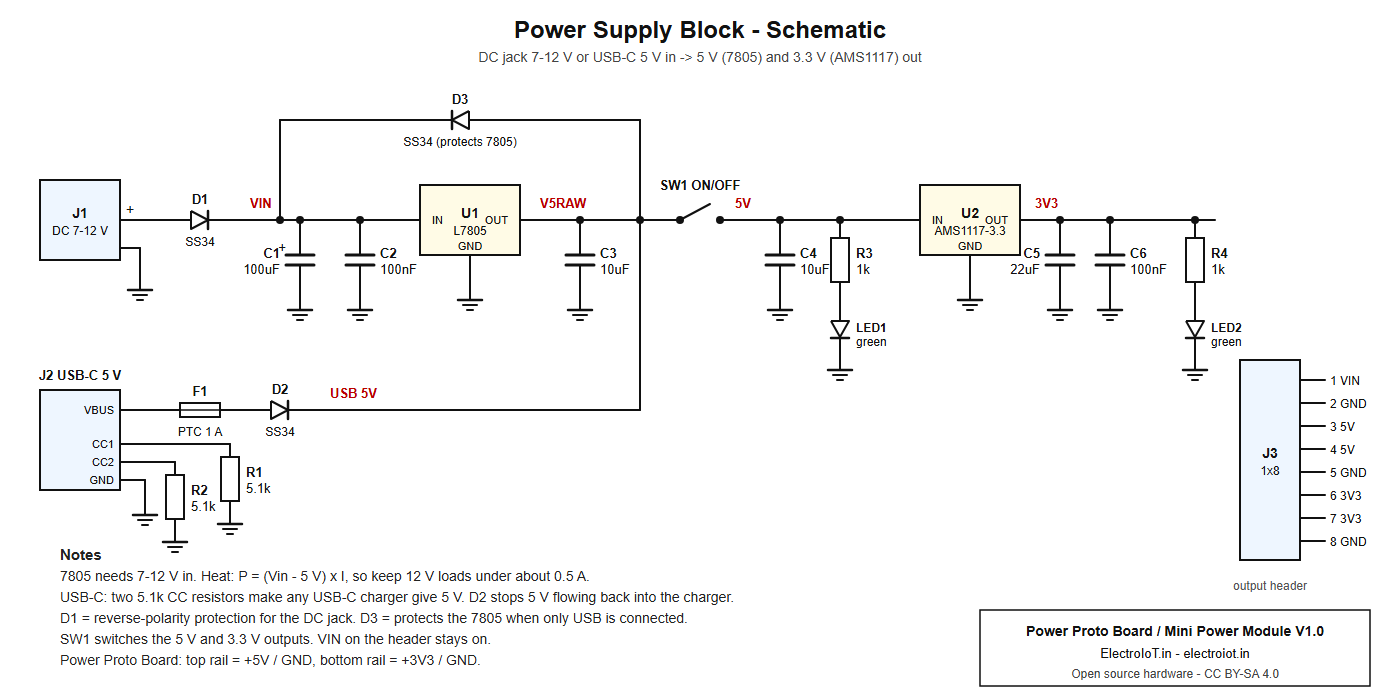 Power Supply Block - Schematic
DC jack 7-12 V or USB-C 5 V in -> 5 V (7805) and 3.3 V (AMS1117) out
D3
SS34 (protects 7805)
J1
DC 7-12 V
+
D1
SS34
VIN
C1
+
100uF
C2
100nF
IN
U1
OUT
L7805
GND
V5RAW
C3
10uF
SW1 ON/OFF
5V
C4
10uF
R3
1k
LED1
green
IN
U2
OUT
AMS1117-3.3
GND
3V3
C5
22uF
C6
100nF
R4
1k
LED2
green
J2 USB-C 5 V
VBUS
CC1
CC2
GND
F1
PTC 1 A
D2
SS34
USB 5V
R1
5.1k
R2
5.1k
J3
1x8
1 VIN
2 GND
3 5V
4 5V
5 GND
6 3V3
7 3V3
8 GND
output header
Notes
7805 needs 7-12 V in. Heat: P = (Vin - 5 V) x I, so keep 12 V loads under about 0.5 A.
USB-C: two 5.1k CC resistors make any USB-C charger give 5 V. D2 stops 5 V flowing back into the charger.
D1 = reverse-polarity protection for the DC jack. D3 = protects the 7805 when only USB is connected.
SW1 switches the 5 V and 3.3 V outputs. VIN on the header stays on.
Power Proto Board: top rail = +5V / GND, bottom rail = +3V3 / GND.
Power Proto Board / Mini Power Module V1.0
ElectroIoT.in - electroiot.in
Open source hardware - CC BY-SA 4.0